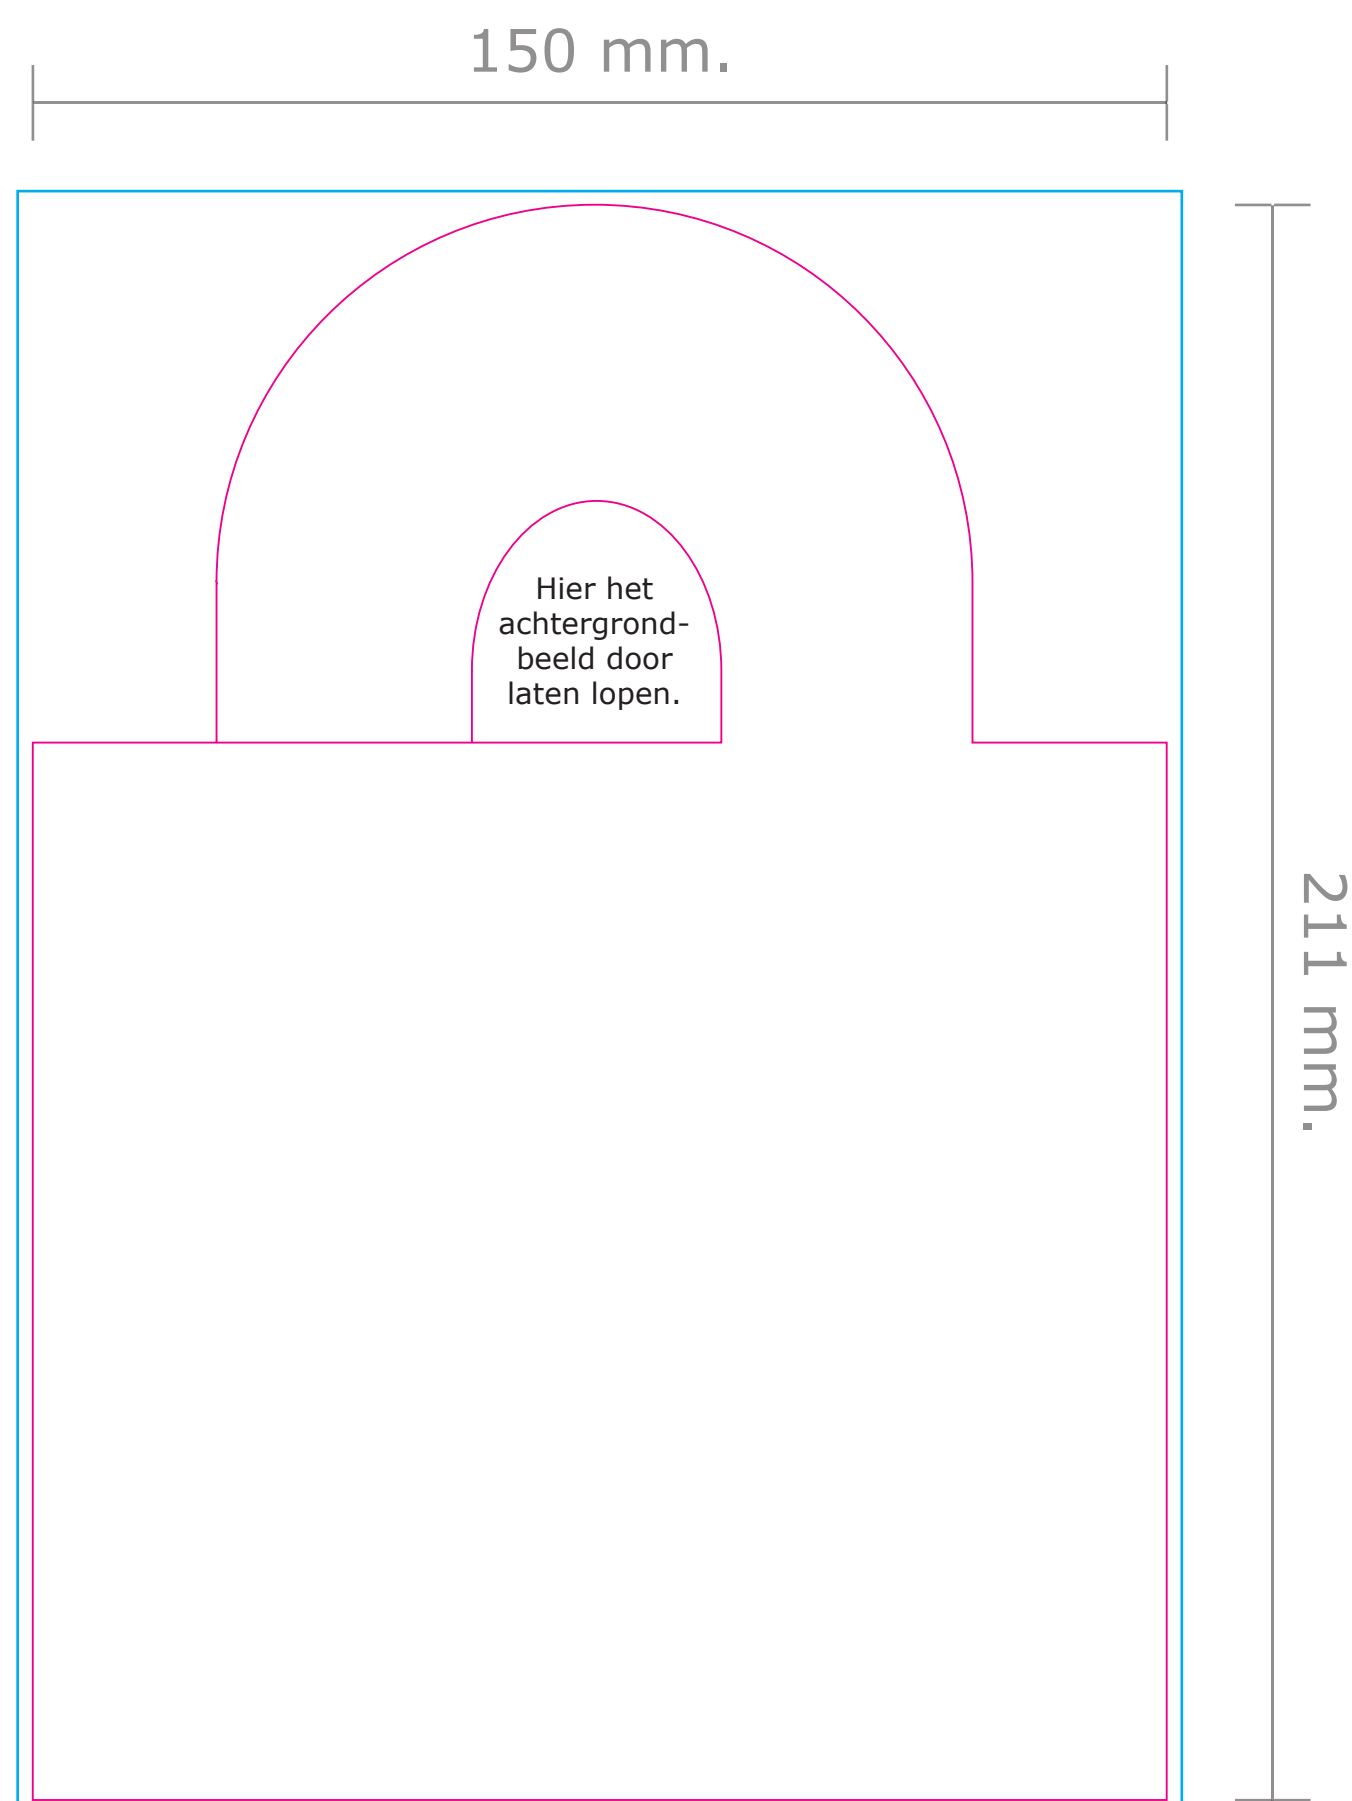 150 mm.
Hier het
achtergrond-
beeld door
laten lopen.
211 mm.